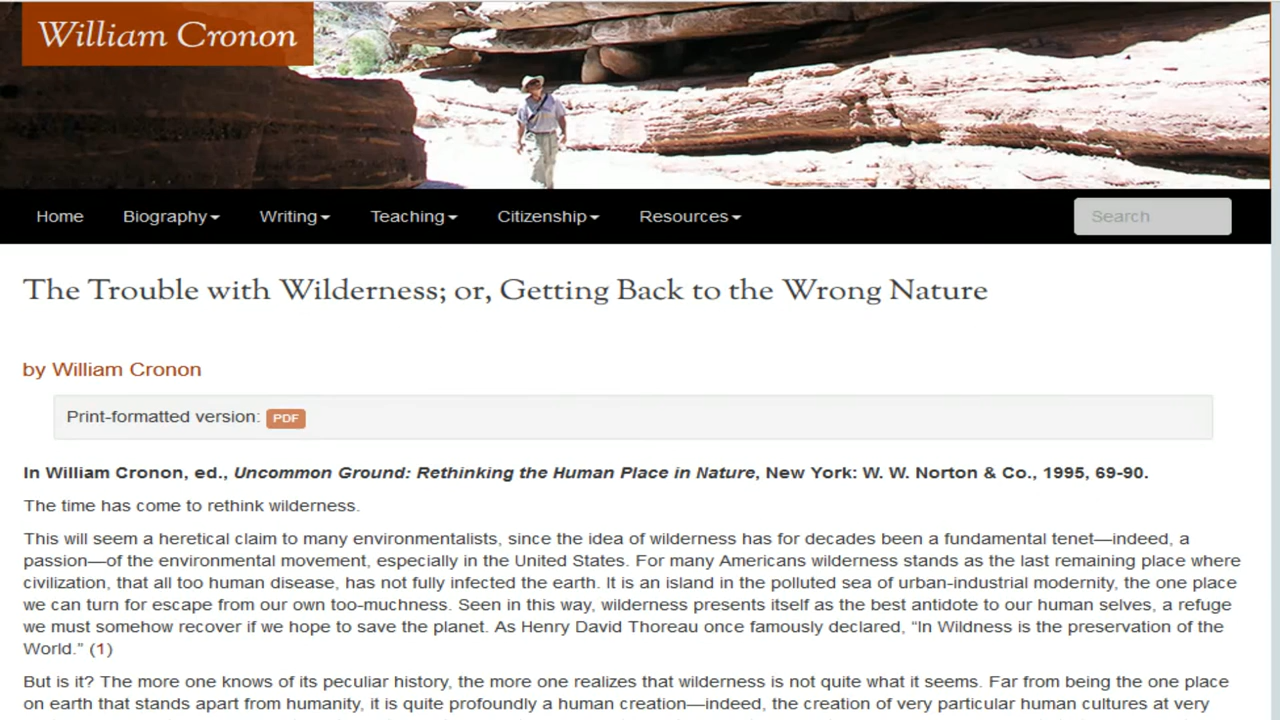 William Cronon
Home Biography Writing Teaching Citizenship Resources Search
The Trouble with Wilderness; or, Getting Back to the Wrong Nature
by William Cronon
Print-formatted version: PDF
In William Cronon, ed., Uncommon Ground: Rethinking the Human Place in Nature, New York: W. W. Norton & Co., 1995, 69-90.
The time has come to rethink wilderness.
This will seem a heretical claim to many environmentalists, since the idea of wilderness has for decades been a fundamental tenet—indeed, a
passion—of the environmental movement, especially in the United States. For many Americans wilderness stands as the last remaining place where
civilization, that all too human disease, has not fully infected the earth. It is an island in the polluted sea of urban-industrial modernity, the one place
we can turn for escape from our own too-muchness. Seen in this way, wilderness presents itself as the best antidote to our human selves, a refuge
we must somehow recover if we hope to save the planet. As Henry David Thoreau once famously declared, “In Wildness is the preservation of the
World.” (1)
But is it? The more one knows of its peculiar history, the more one realizes that wilderness is not quite what it seems. Far from being the one place
on earth that stands apart from humanity, it is quite profoundly a human creation—indeed, the creation of very particular human cultures at very